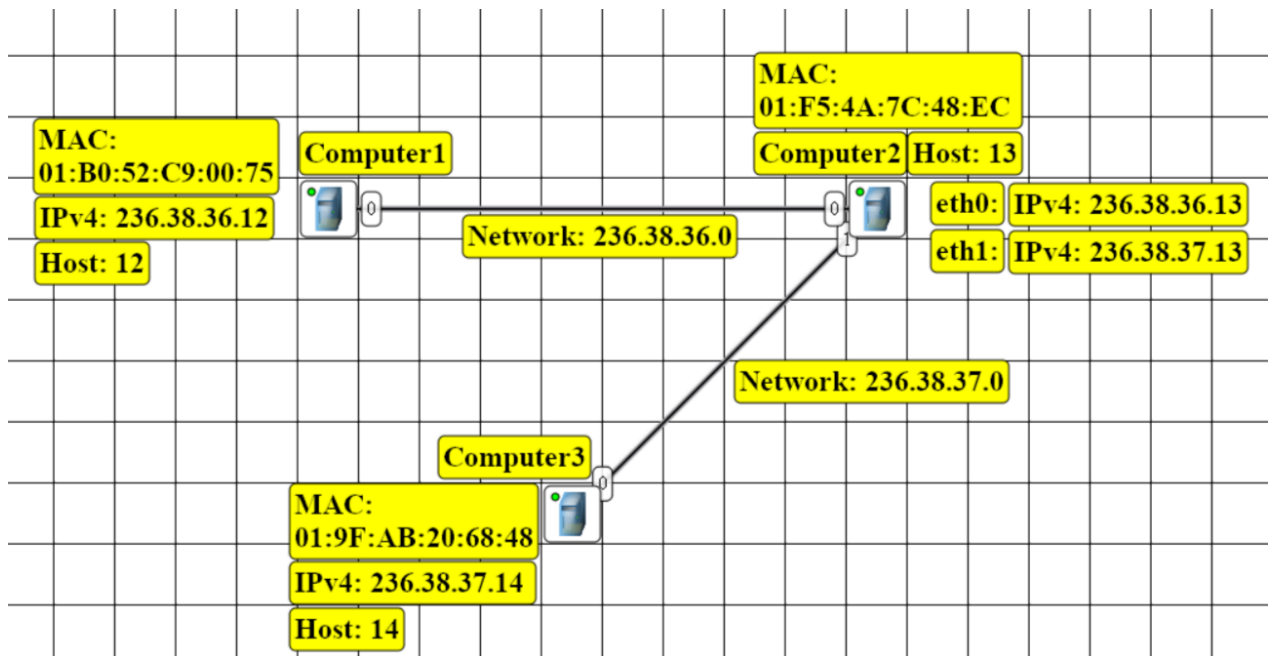 MAC:
01:F5:4A:7C:48:EC
Computer2 Host: 13
MAC:
01:B0:52:C9:00:75
Computer1
IPv4: 236.38.36.12
Host: 12
0
0
1
Network: 236.38.36.0
eth0: IPv4: 236.38.36.13
eth1: IPv4: 236.38.37.13
Network: 236.38.37.0
Computer3
0
MAC:
01:9F:AB:20:68:48
IPv4: 236.38.37.14
Host: 14